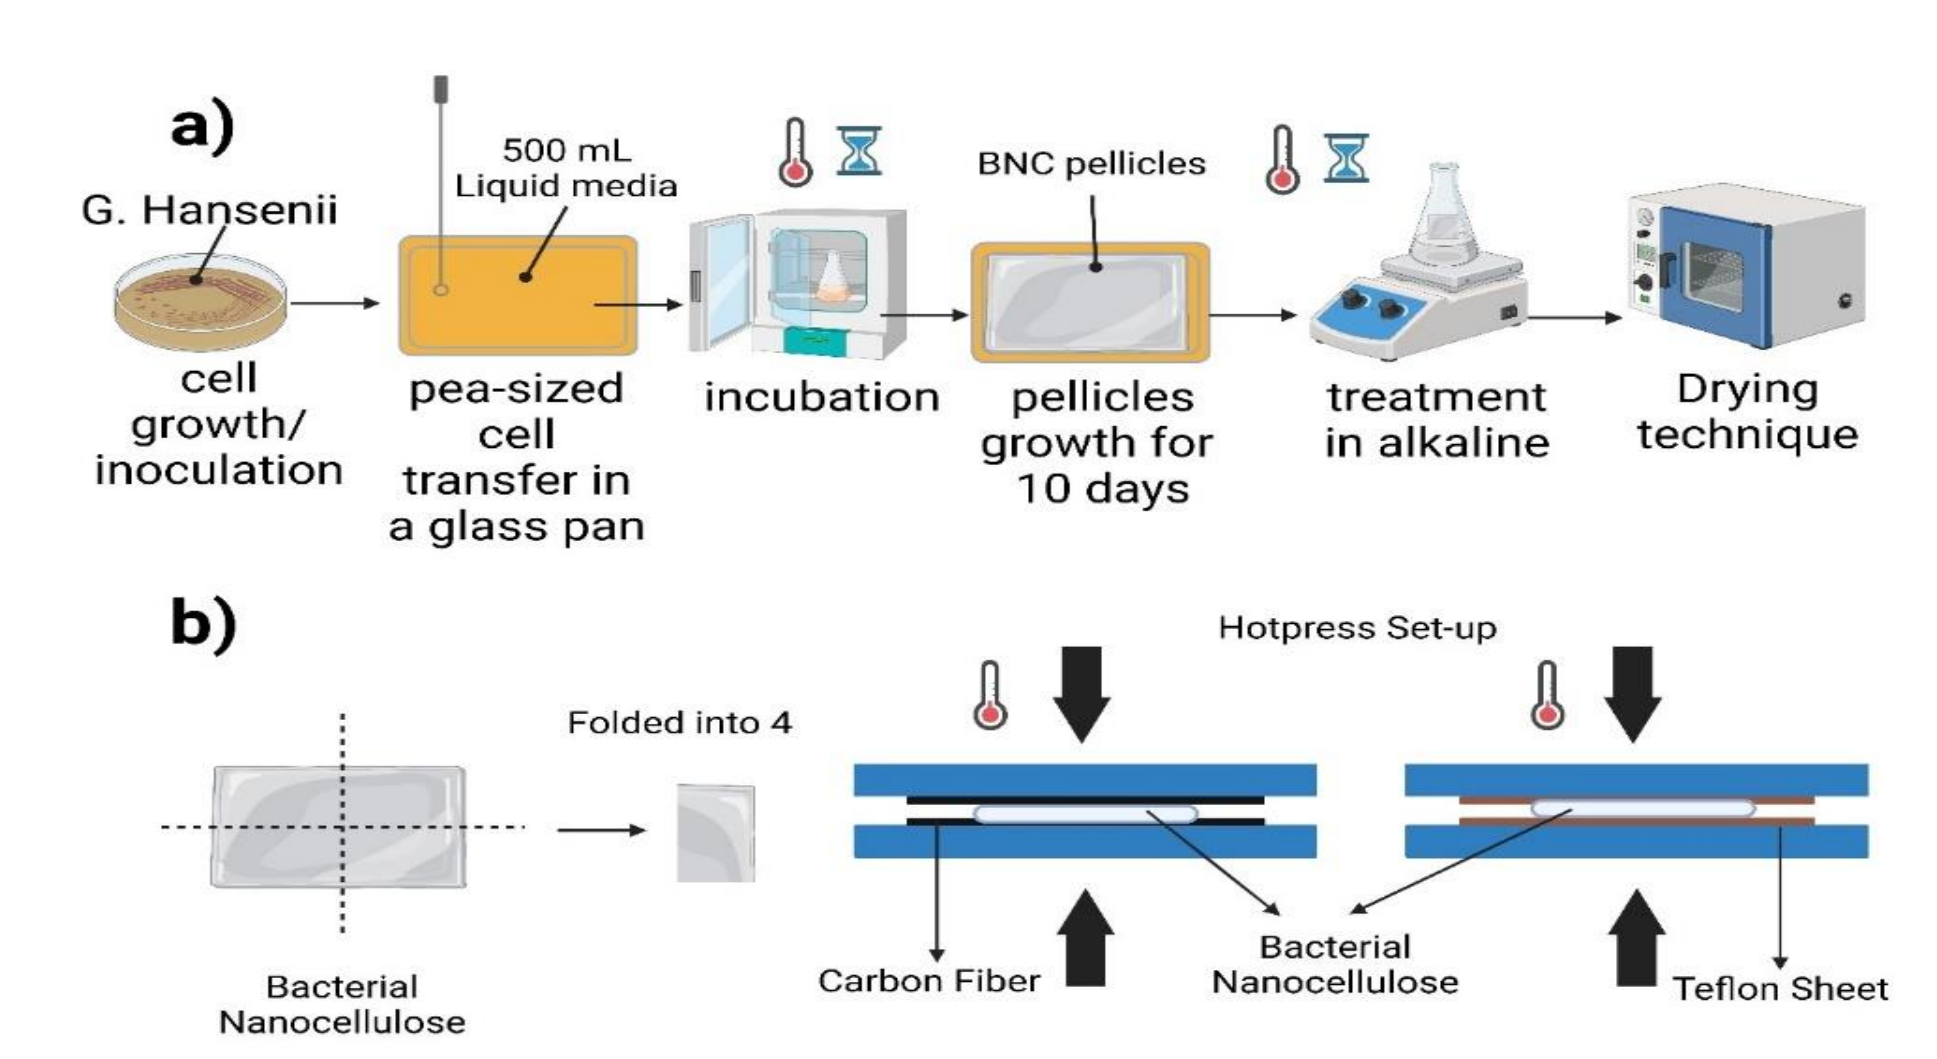 a)
G. Hansenii
500 mL
Liquid media
BNC pellicles
cell
growth/
inoculation
pea-sized
cell
transfer in
a glass pan
incubation
pellicles
growth for
10 days
treatment
in alkaline
Drying
technique
b)
Hotpress Set-up
Folded into 4
Bacterial
Nanocellulose
Carbon Fiber
Bacterial
Nanocellulose
Teflon Sheet